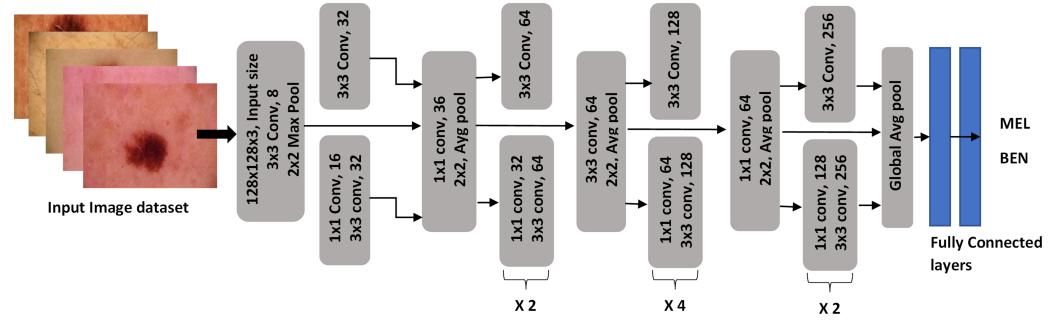 Input Image dataset
128x128x3, Input size
3x3 Conv, 8
2x2 Max Pool
3x3 Conv, 32
1x1 Conv, 16
3x3 conv, 32
1x1 conv, 36
2x2, Avg pool
3x3 Conv, 64
1x1 conv, 32
3x3 conv, 64
X 2
3x3 conv, 64
2x2, Avg pool
3x3 Conv, 128
1x1 conv, 64
3x3 conv, 128
X 4
1x1 conv, 64
2x2, Avg pool
3x3 Conv, 256
1x1 conv, 128
3x3 conv, 256
X 2
Global Avg pool
Fully Connected
layers
MEL
BEN